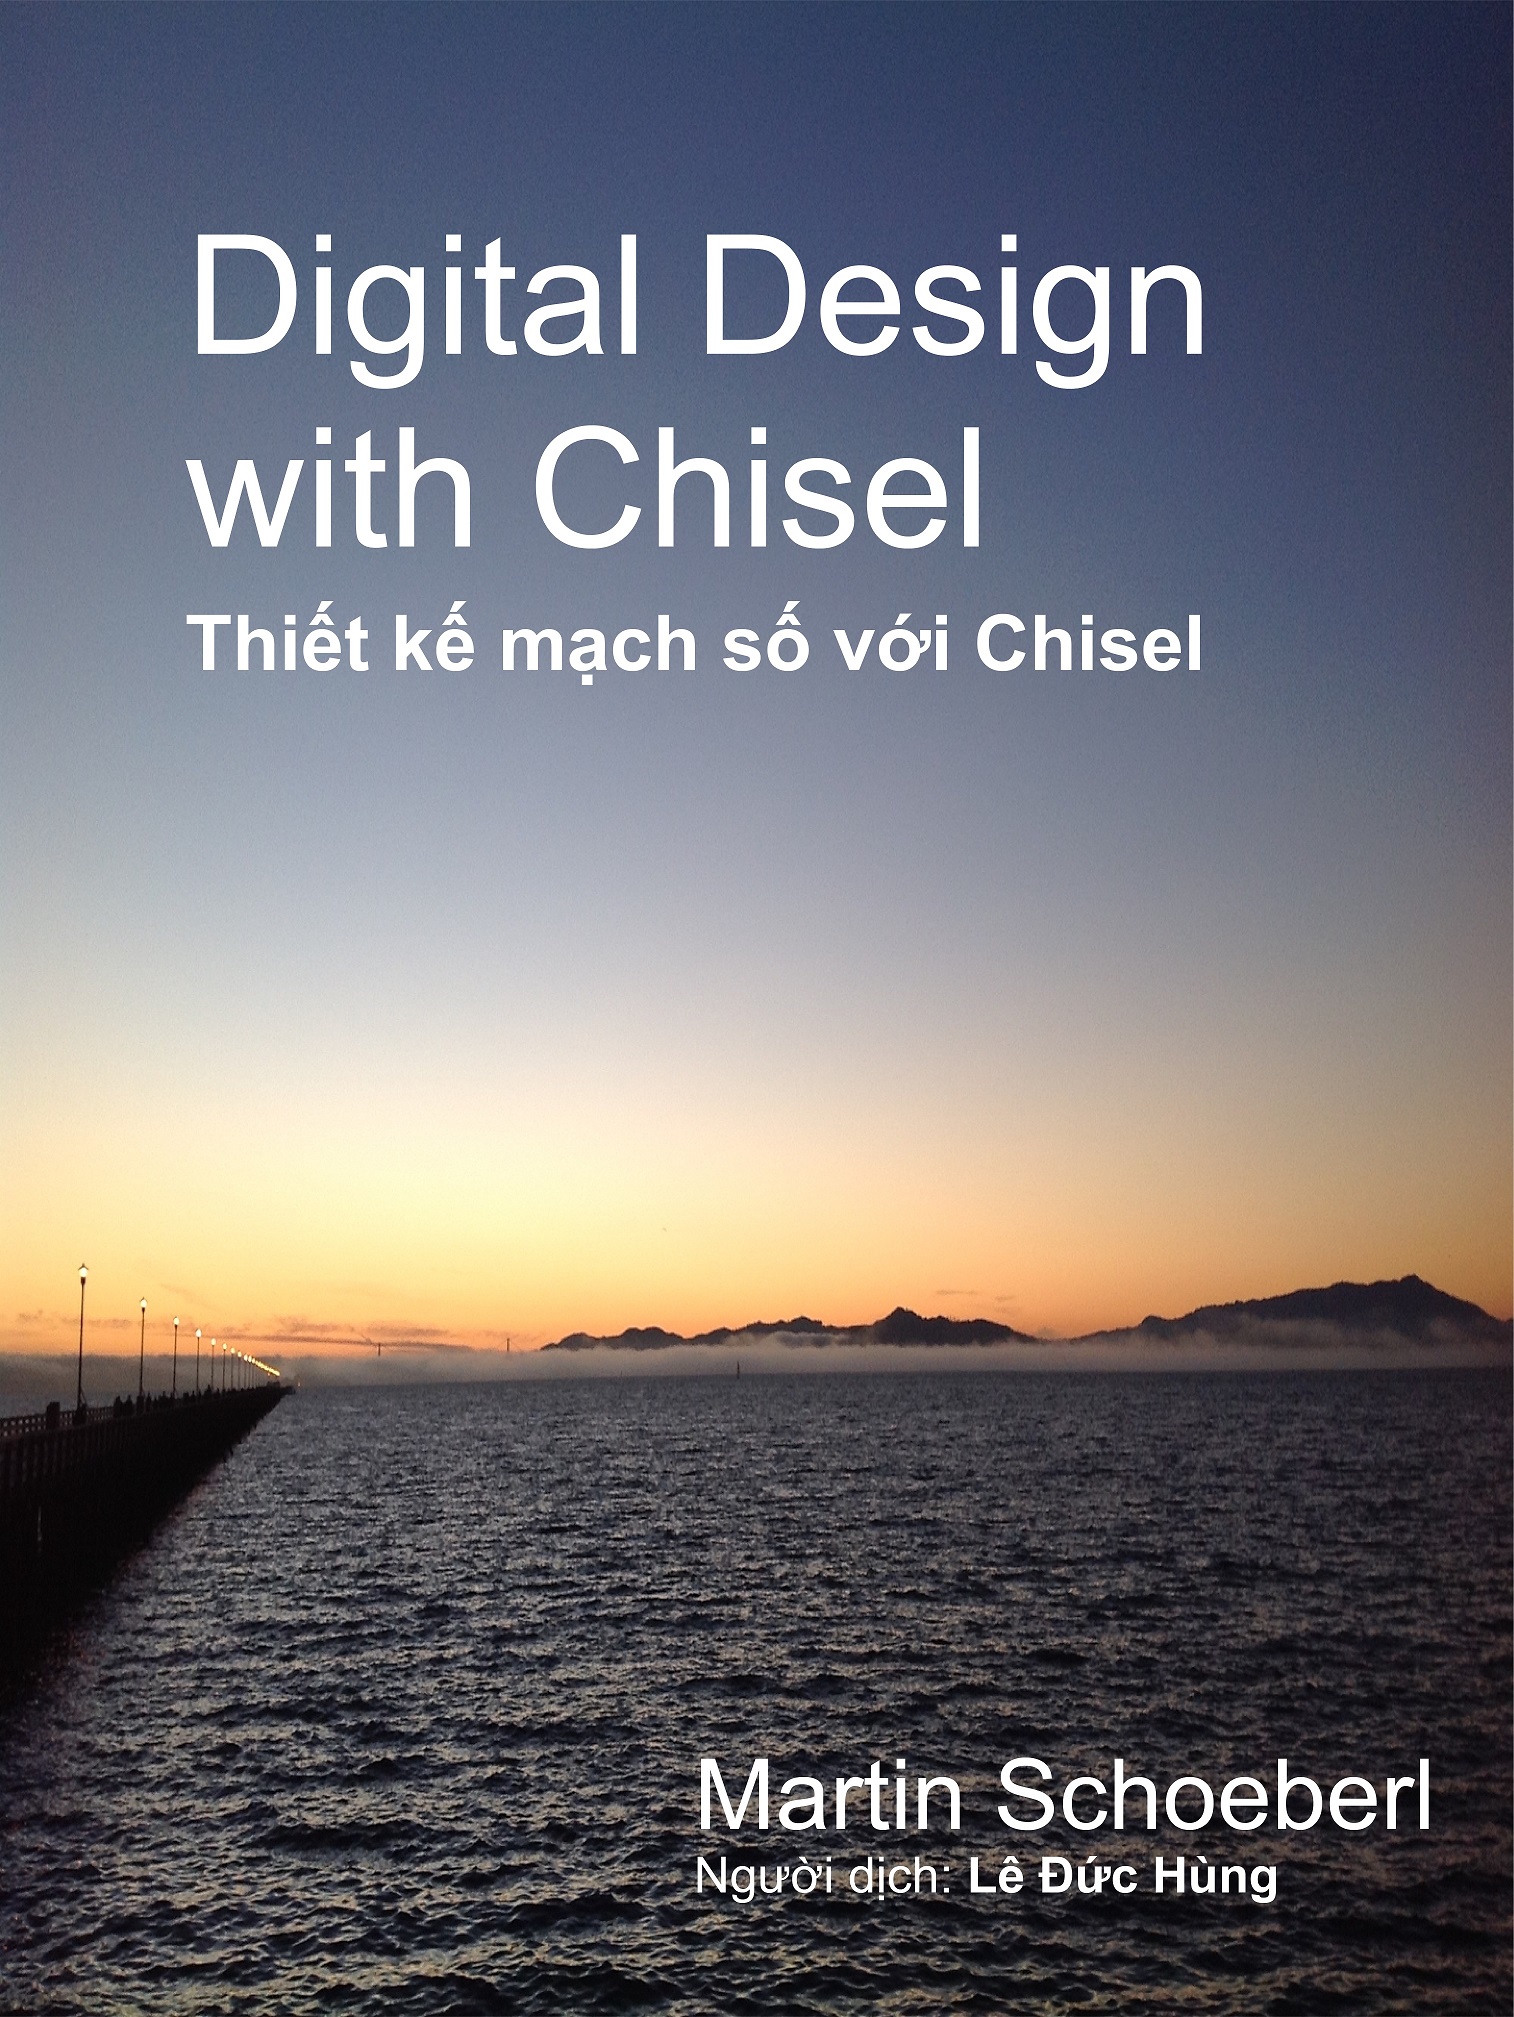 Digital Design
with Chisel
Thiết kế mạch số với Chisel
Martin Schoeberl
Người dịch: Lê Đức Hùng